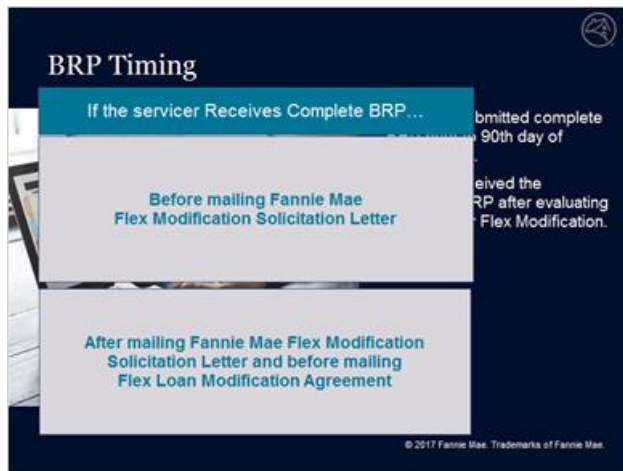 BRP Timing
If the servicer Receives Complete BRP…
bmitted complete
90th day of
Before mailing Fannie Mae
Flex Modification Solicitation Letter
eived the
RP after evaluating
r Flex Modification.
After mailing Fannie Mae Flex Modification
Solicitation Letter and before mailing
Flex Loan Modification Agreement
© 2017 Fannie Mae. Trademarks of Fannie Mae.